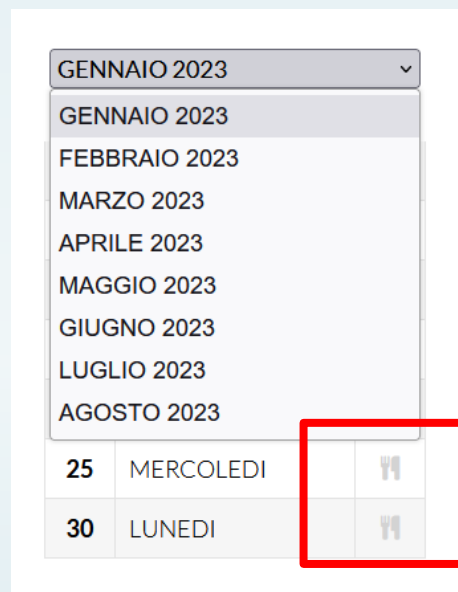 GENNAIO 2023
GENNAIO 2023
FEBBRAIO 2023
MARZO 2023
APRILE 2023
MAGGIO 2023
GIUGNO 2023
LUGLIO 2023
AGOSTO 2023
25 MERCOLEDI
30 LUNEDI